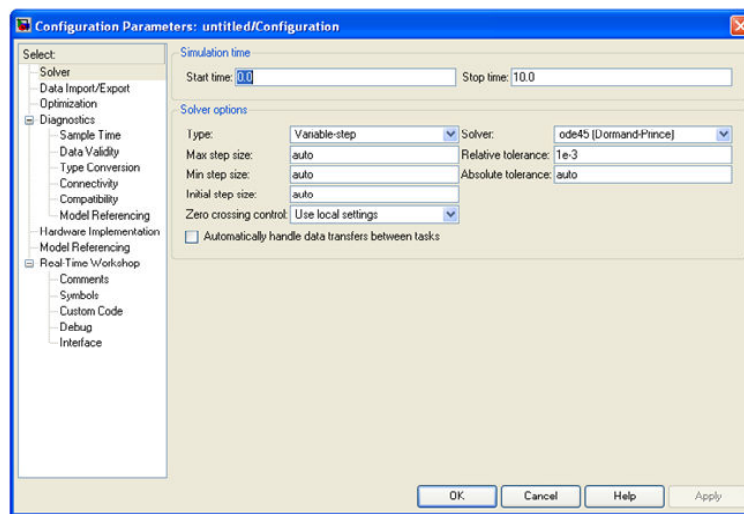 Configuration Parameters: untitled/Configuration
Select:
Solver
Data Import/Export
Optimization
Diagnostics
Sample Time
Data Validity
Type Conversion
Connectivity
Compatibility
Model Referencing
Hardware Implementation
Model Referencing
Real-Time Workshop
Comments
Symbols
Custom Code
Debug
Interface
Simulation time
Start time: 0.0 Stop time: 10.0
Solver options
Type: Variable-step Solver: ode45 (Dormand-Prince)
Max step size: auto Relative tolerance: 1e-3
Min step size: auto Absolute tolerance: auto
Initial step size: auto
Zero crossing control: Use local settings
Automatically handle data transfers between tasks
OK Cancel Help Apply